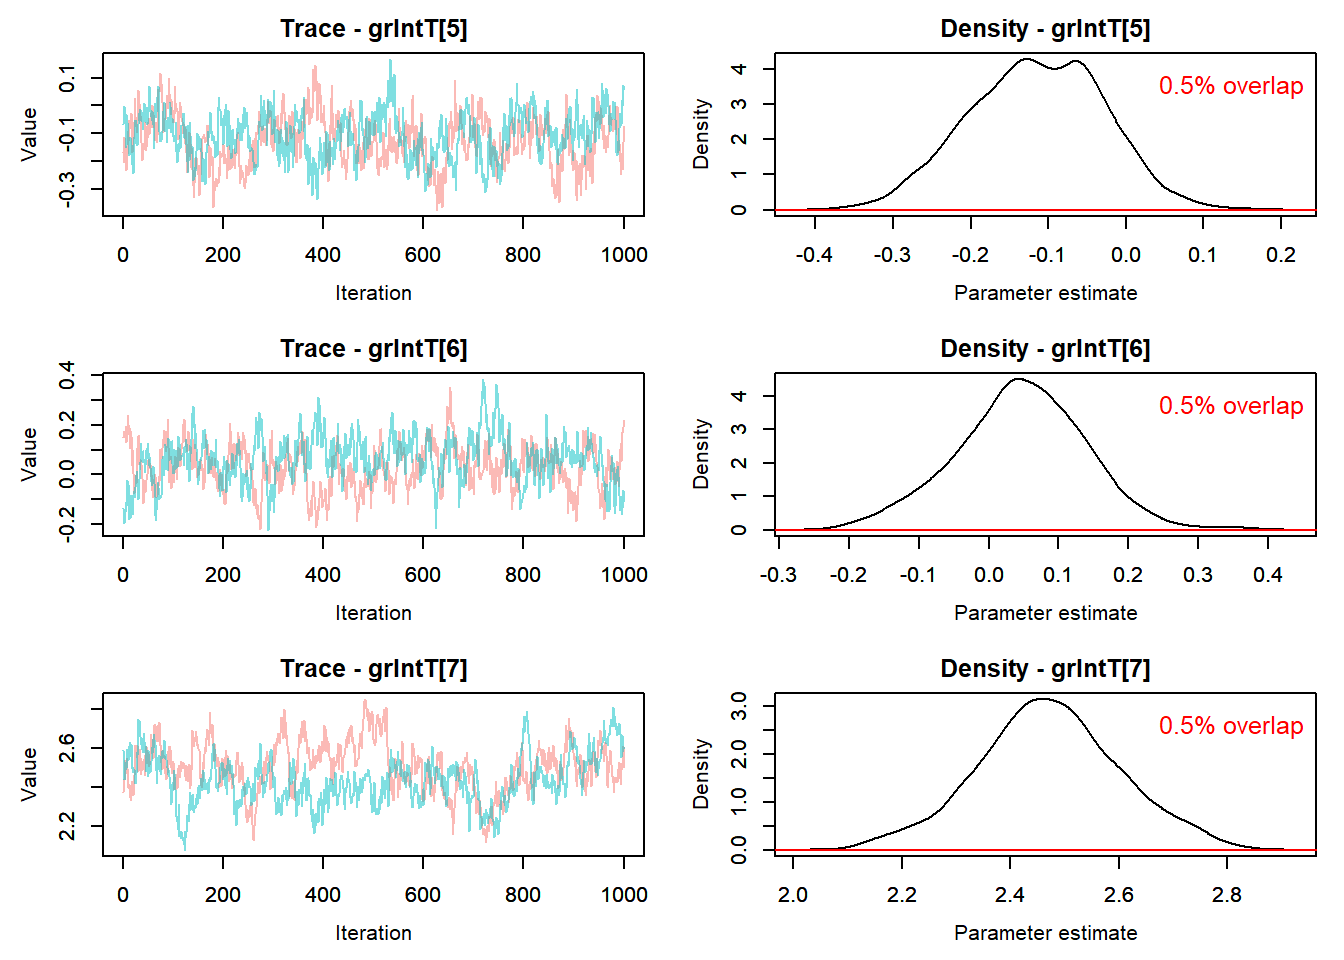 Trace - grIntT[5]
Value
0.1
-0.1
-0.3
0 200 400 600 800 1000
Iteration
Density - grIntT[5]
Density
4
3
2
1
0
0.5% overlap
-0.4 -0.3 -0.2 -0.1 0.0 0.1 0.2
Parameter estimate
Trace - grIntT[6]
Value
0.4
0.2
0.0
-0.2
0 200 400 600 800 1000
Iteration
Density - grIntT[6]
Density
4
3
2
1
0
0.5% overlap
-0.3 -0.2 -0.1 0.0 0.1 0.2 0.3 0.4
Parameter estimate
Trace - grIntT[7]
Value
2.6
2.2
0 200 400 600 800 1000
Iteration
Density - grIntT[7]
Density
3.0
2.0
1.0
0.0
0.5% overlap
2.0 2.2 2.4 2.6 2.8
Parameter estimate